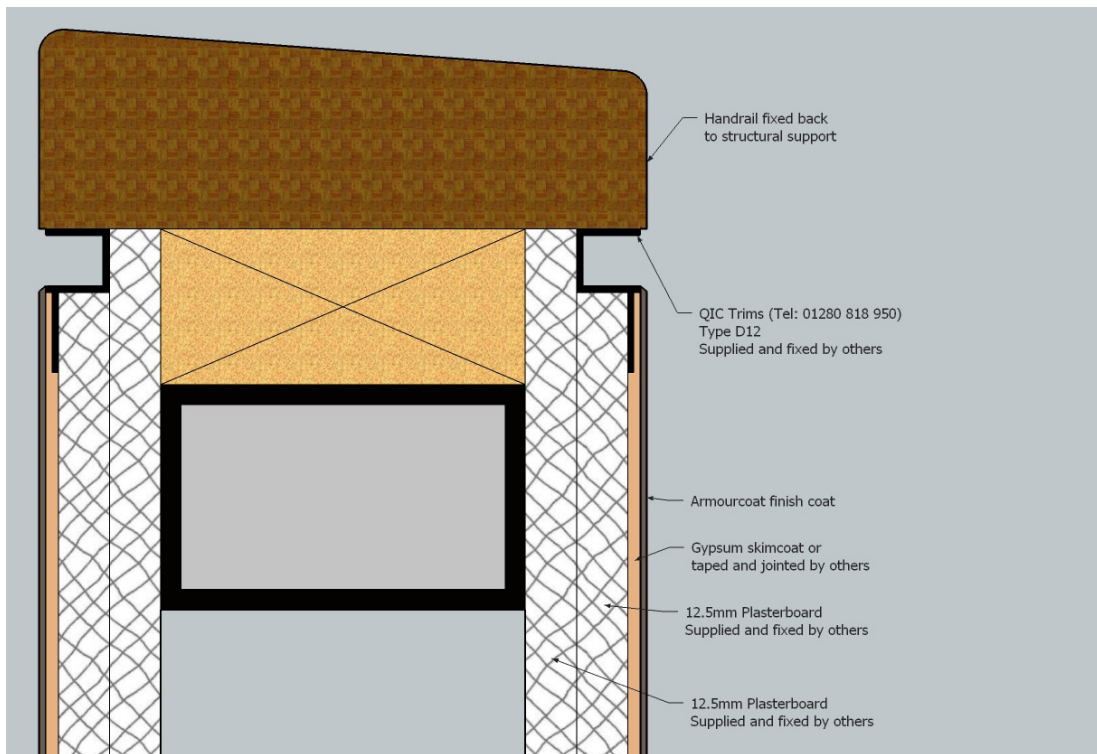 Handrail fixed back
to structural support
QIC Trims (Tel: 01280 818 950)
Type D12
Supplied and fixed by others
Armourcoat finish coat
Gypsum skimcoat or
taped and jointed by others
12.5mm Plasterboard
Supplied and fixed by others
12.5mm Plasterboard
Supplied and fixed by others